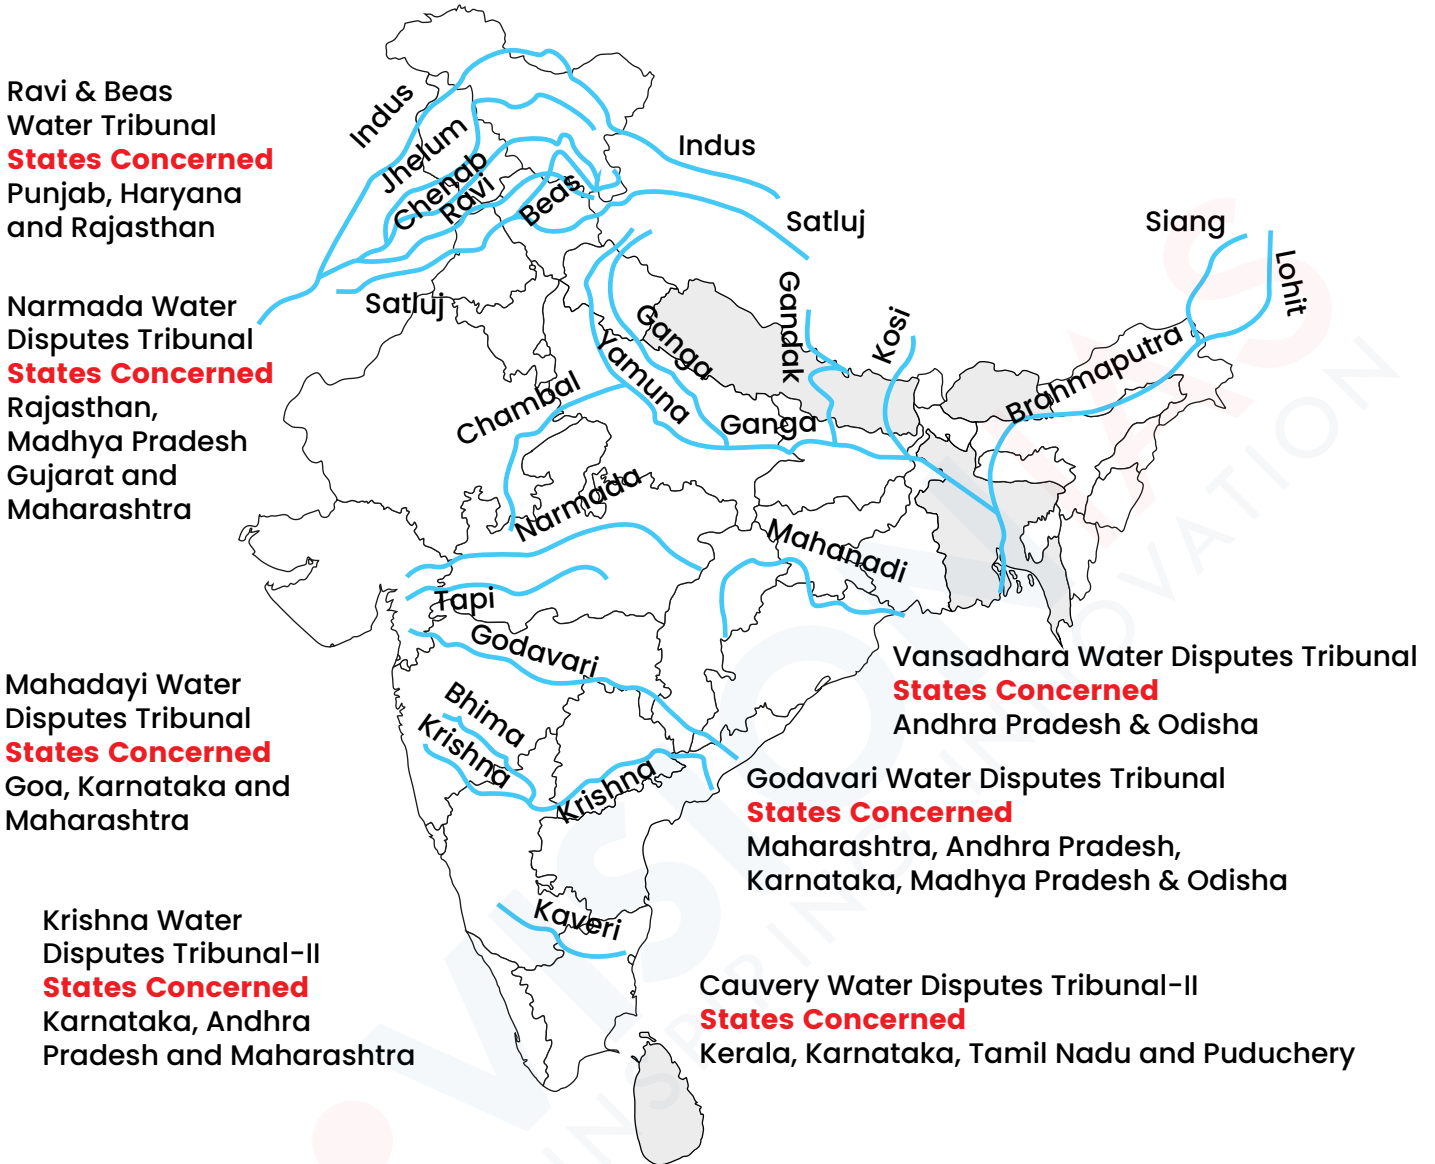 Ravi & Beas
Water Tribunal
States Concerned
Punjab, Haryana
and Rajasthan
Narmada Water
Disputes Tribunal
States Concerned
Rajasthan,
Madhya Pradesh
Gujarat and
Maharashtra
Mahadayi Water
Disputes Tribunal
States Concerned
Goa, Karnataka and
Maharashtra
Krishna Water
Disputes Tribunal-II
States Concerned
Karnataka, Andhra
Pradesh and Maharashtra
Indus
Jhelum
Chenab
Ravi
Beas
Indus
Satluj
Satluj
Siang
Lohit
Gandak
Kosi
Ganga
Yamuna
Chambal
Ganga
Brahmaputra
Narmada
Mahanadi
Tapi
Godavari
Bhima
Krishna
Krishna
Kaveri
Vansadhara Water Disputes Tribunal
States Concerned
Andhra Pradesh & Odisha
Godavari Water Disputes Tribunal
States Concerned
Maharashtra, Andhra Pradesh,
Karnataka, Madhya Pradesh & Odisha
Cauvery Water Disputes Tribunal-II
States Concerned
Kerala, Karnataka, Tamil Nadu and Puduchery
VISION IAS
INSPIRING INNOVATION